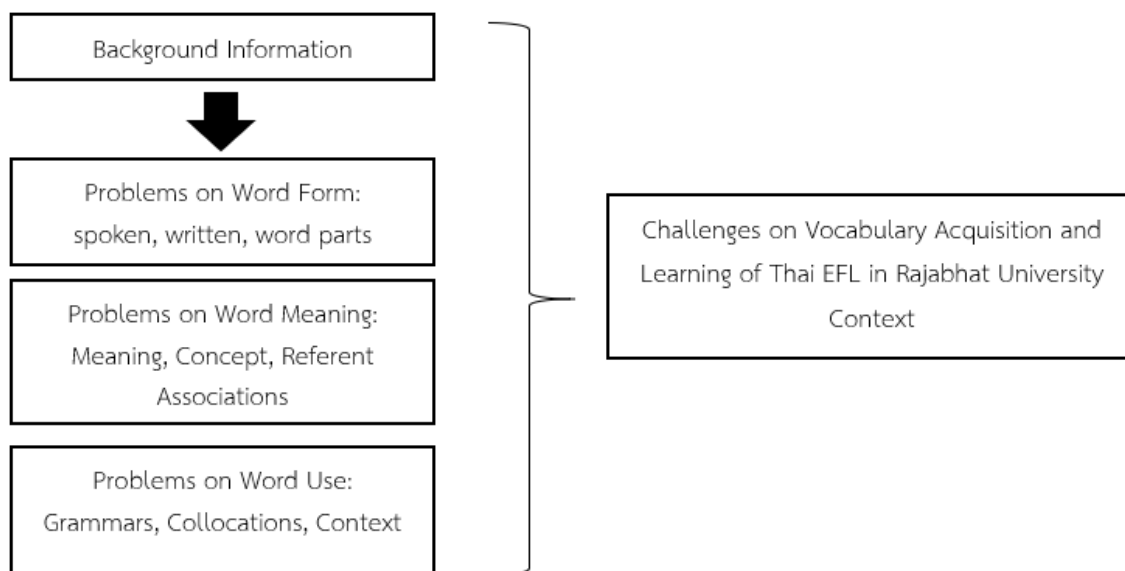 Background Information
Problems on Word Form:
spoken, written, word parts
Problems on Word Meaning:
Meaning, Concept, Referent
Associations
Problems on Word Use:
Grammars, Collocations, Context
Challenges on Vocabulary Acquisition and
Learning of Thai EFL in Rajabhat University
Context